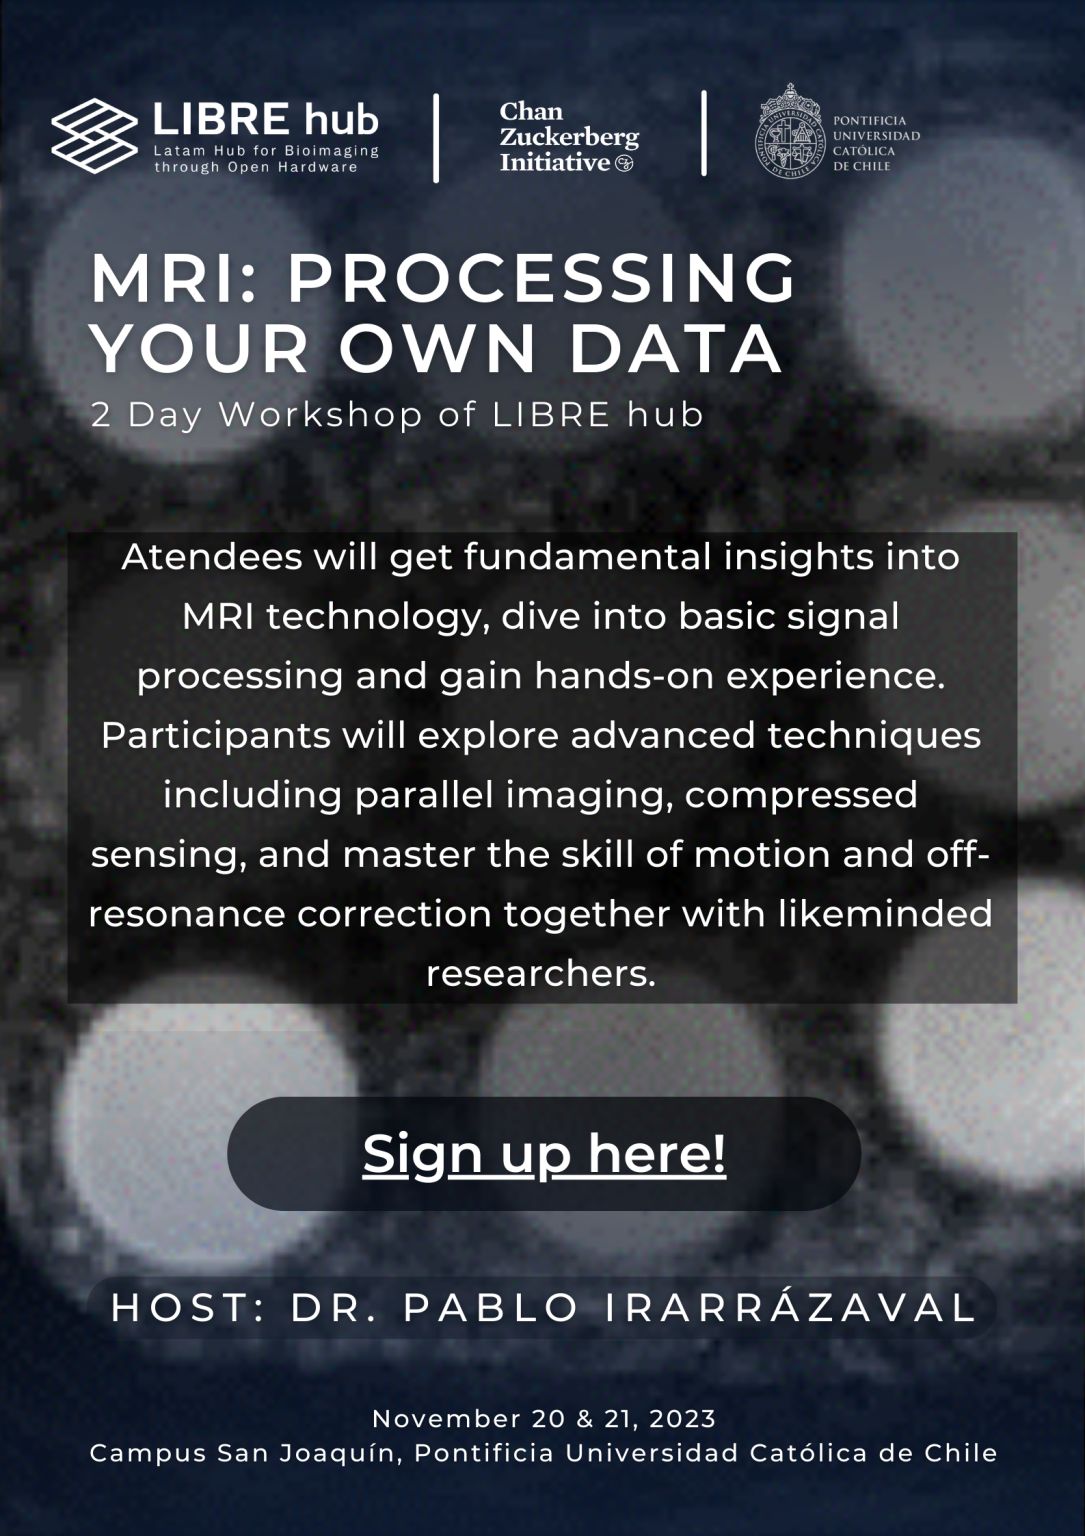 LIBRE hub
Latam Hub for Bioimaging
through Open Hardware
Chan
Zuckerberg
Initiative
PONTIFICIA
UNIVERSIDAD
CATÓLICA
DE CHILE
MRI: PROCESSING
YOUR OWN DATA
2 Day Workshop of LIBRE hub
Atendees will get fundamental insights into
MRI technology, dive into basic signal
processing and gain hands-on experience.
Participants will explore advanced techniques
including parallel imaging, compressed
sensing, and master the skill of motion and off-
resonance correction together with likeminded
researchers.
Sign up here!
HOST: DR. PABLO IRARRÁZAVAL
November 20 & 21, 2023
Campus San Joaquín, Pontificia Universidad Católica de Chile